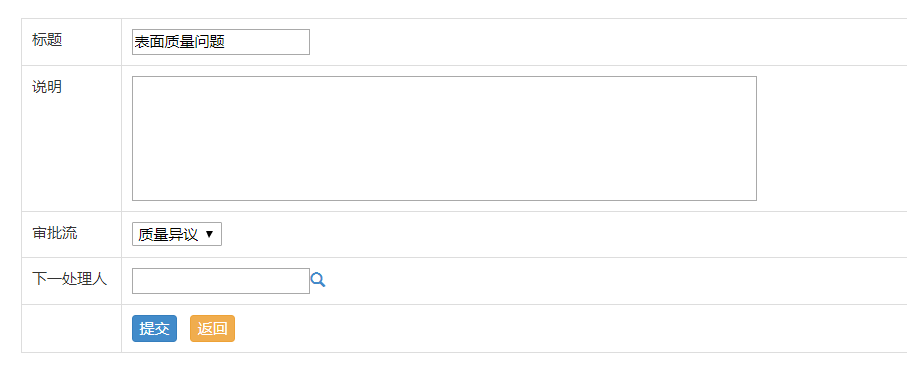 标题
表面质量问题
说明
审批流
质量异议
下一处理人
提交 返回